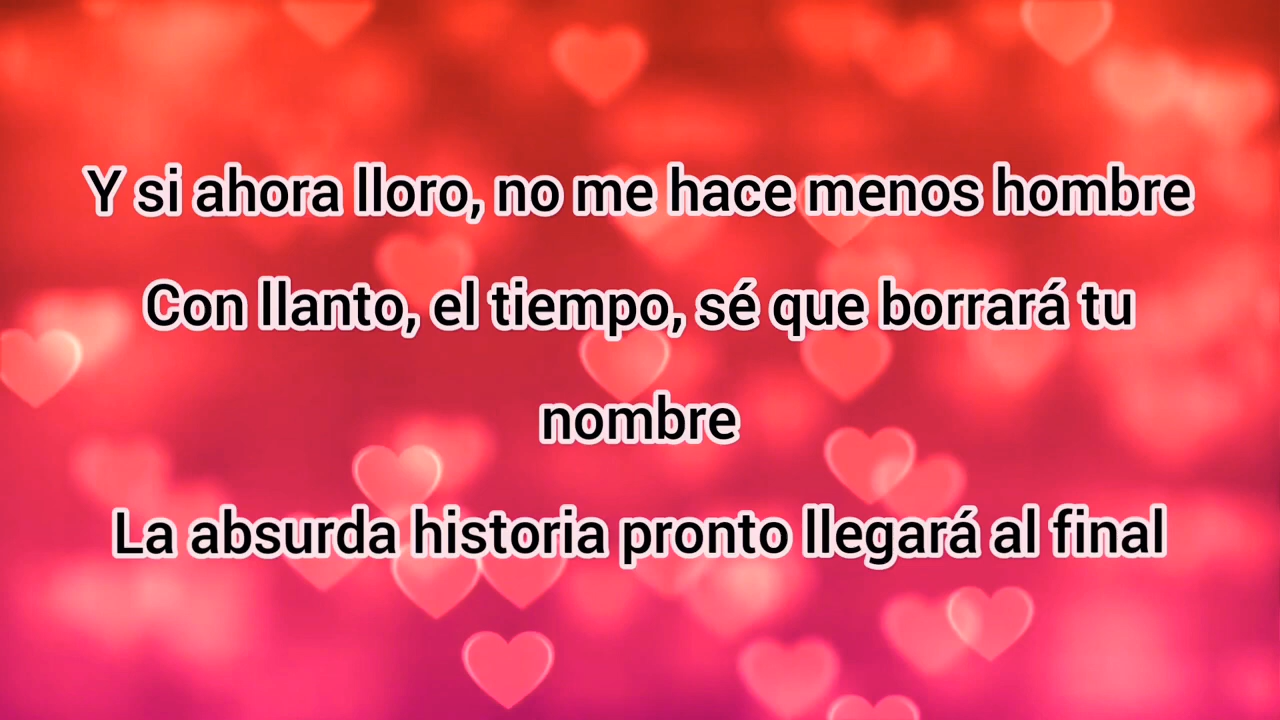 Y si ahora lloro, no me hace menos hombre
Con llanto, el tiempo, sé que borrará tu
nombre
La absurda historia pronto llegará al final